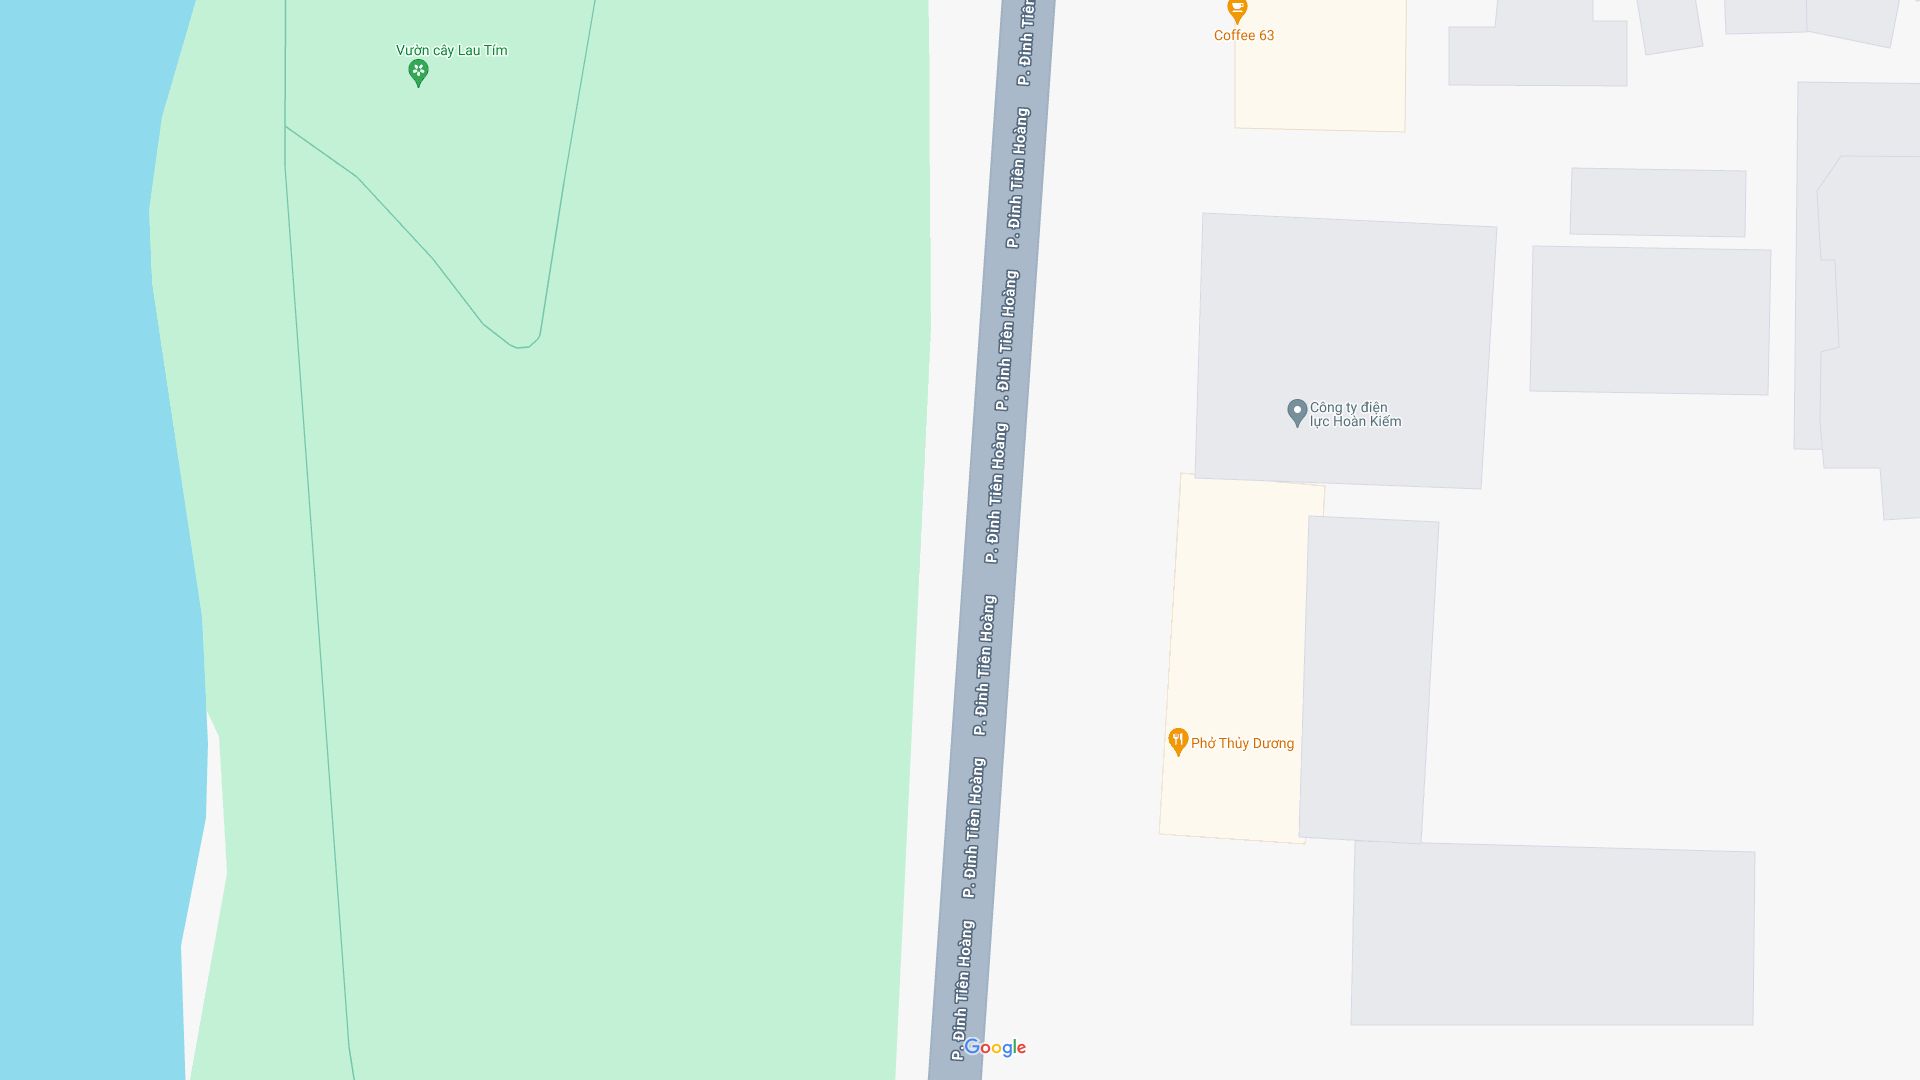 Vườn cây Lau Tím
Coffee 63
P. Đinh Tiên
P. Đinh Tiên Hoàng
P. Đinh Tiên Hoàng
P. Đinh Tiên Hoàng
P. Đinh Tiên Hoàng
P. Đinh Tiên Hoàng
P. Đinh Tiên Hoàng
Công ty điện
lực Hoàn Kiếm
Phở Thủy Dương
Google